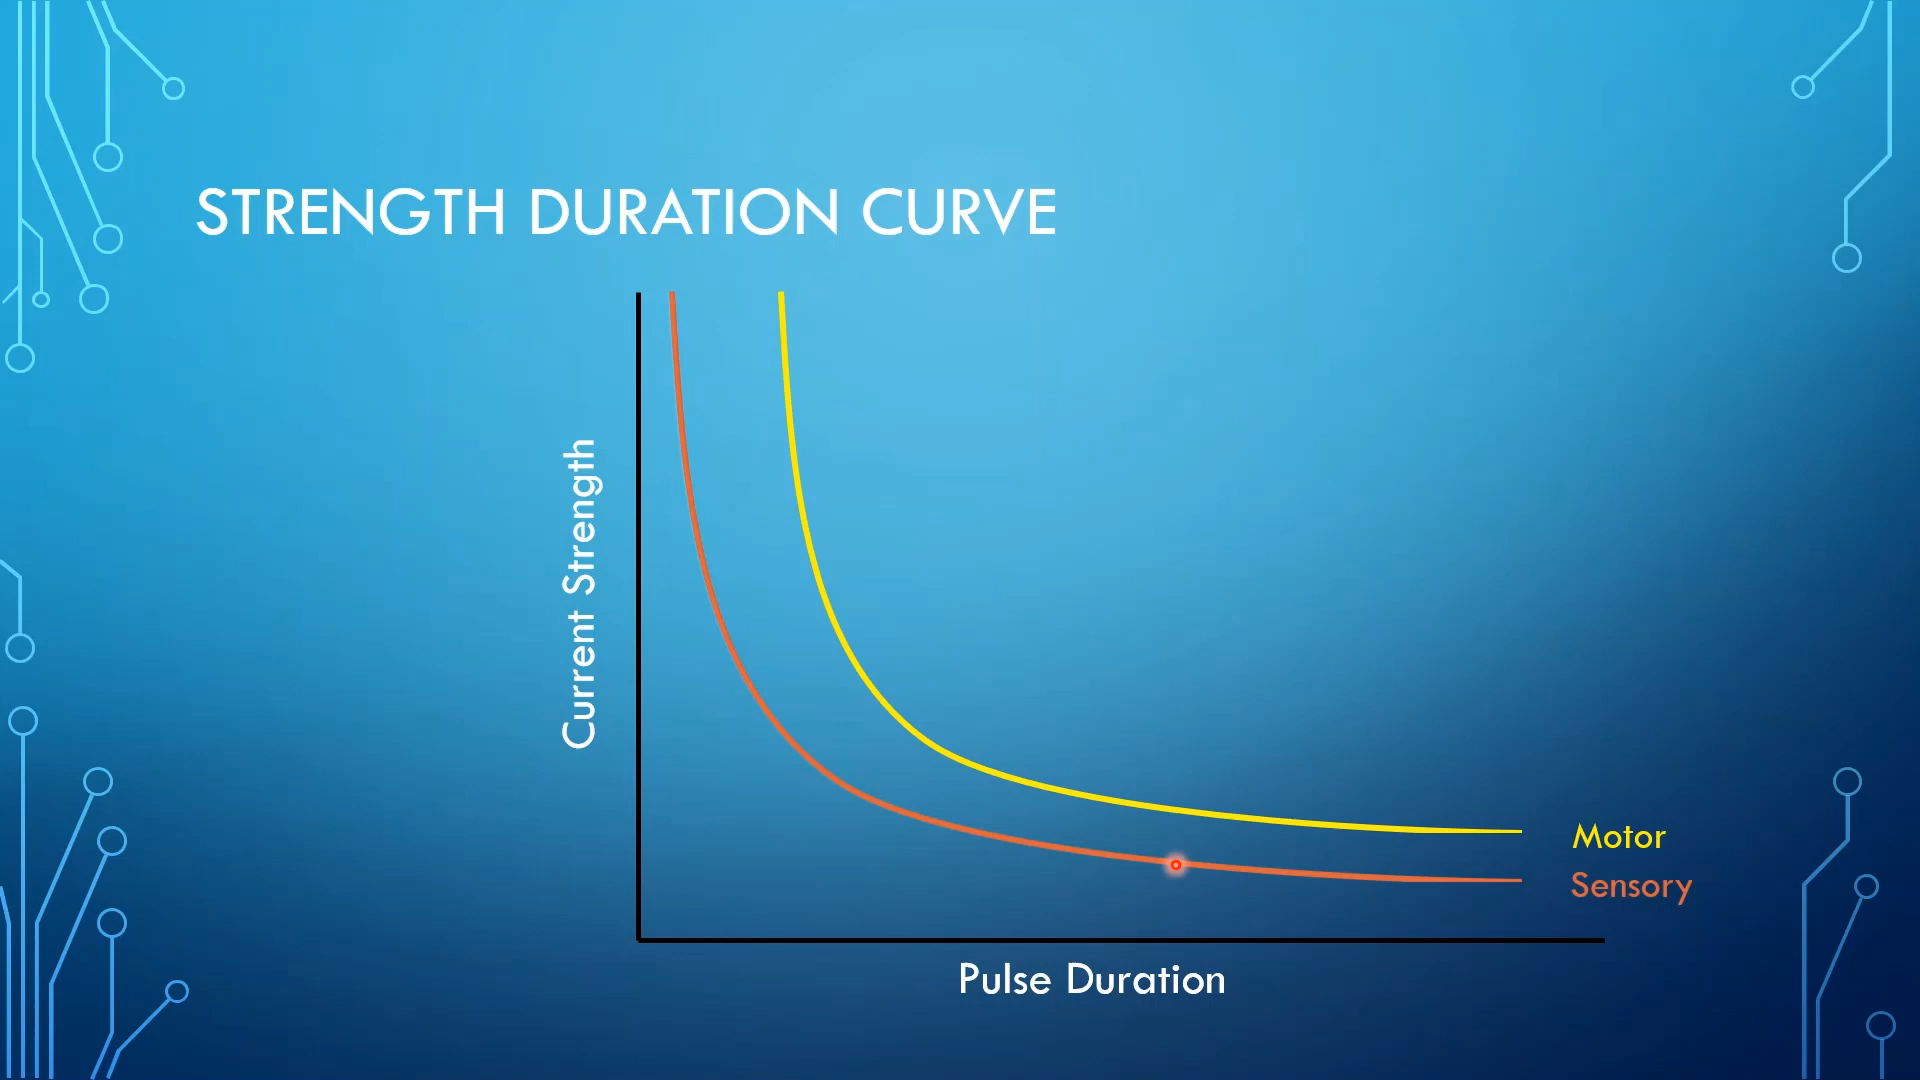 STRENGTH DURATION CURVE
Current Strength
Motor
Sensory
Pulse Duration